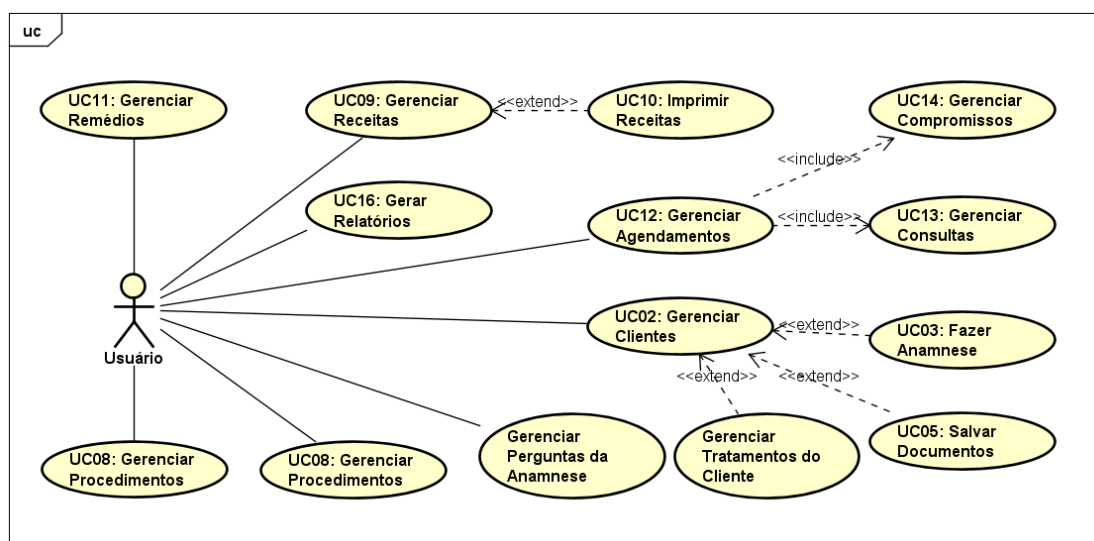 uc
UC11: Gerenciar
Remédios
UC09: Gerenciar
Receitas
<<extend>>
UC10: Imprimir
Receitas
UC14: Gerenciar
Compromissos
<<include>>
UC16: Gerar
Relatórios
UC12: Gerenciar
Agendamentos
<<include>>
UC13: Gerenciar
Consultas
Usuário
UC02: Gerenciar
Clientes
<<extend>>
UC03: Fazer
Anamnese
<<extend>>
<<extend>>
UC08: Gerenciar
Procedimentos
UC08: Gerenciar
Procedimentos
Gerenciar
Perguntas da
Anamnese
Gerenciar
Tratamentos do
Cliente
UC05: Salvar
Documentos